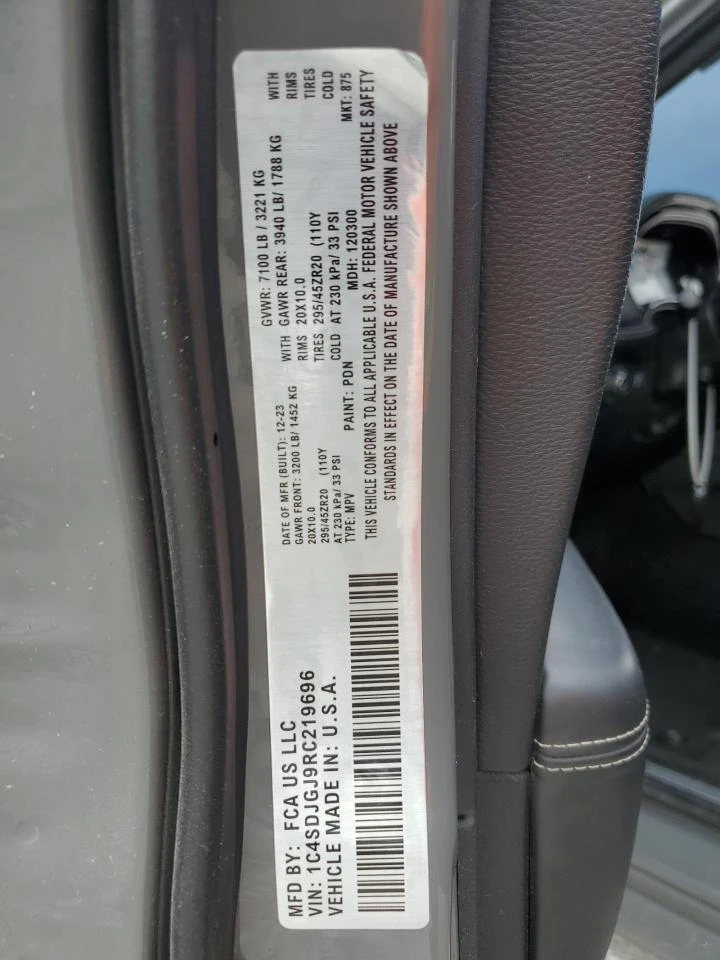 MFD BY: FCA US LLC
VIN: 1C4SDJGJ9RC219696
VEHICLE MADE IN: U.S.A.
DATE OF MFR (BUILT): 12-23 GVWR: 7100 LB / 3221 KG
GAWR FRONT: 3200 LB/ 1452 KG WITH GAWR REAR: 3940 LB/ 1788 KG WITH
20X10.0 RIMS 20X10.0 RIMS
295/45ZR20 (110Y TIRES 295/45ZR20 (110Y TIRES
AT 230 kPa/ 33 PSI COLD AT 230 kPa/ 33 PSI COLD
TYPE: MPV PAINT: PDN MDH: 120300 MKT: 875
THIS VEHICLE CONFORMS TO ALL APPLICABLE U.S.A. FEDERAL MOTOR VEHICLE SAFETY
STANDARDS IN EFFECT ON THE DATE OF MANUFACTURE SHOWN ABOVE